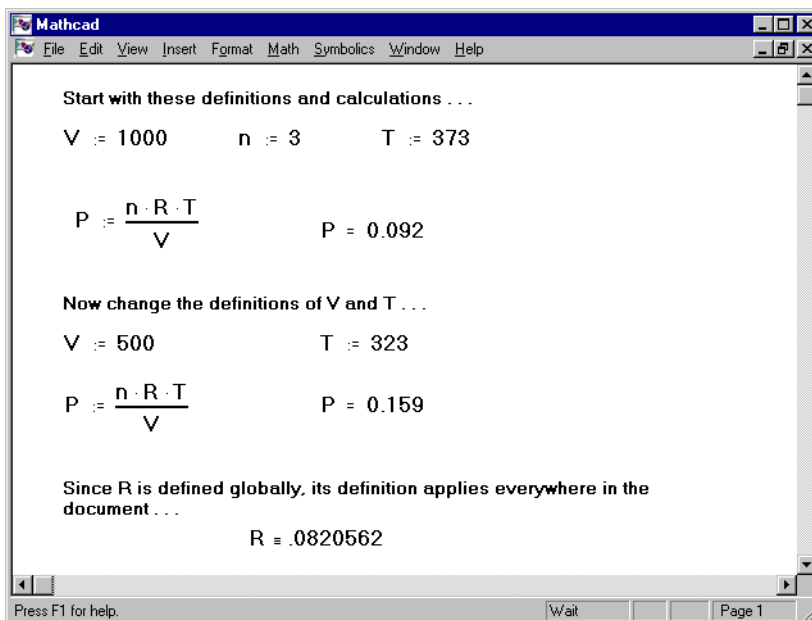 Mathcad
File Edit View Insert Format Math Symbolics Window Help
Start with these definitions and calculations . . .
V := 1000 n := 3 T := 373
P := n · R · T / V P = 0.092
Now change the definitions of V and T . . .
V := 500 T := 323
P := n · R · T / V P = 0.159
Since R is defined globally, its definition applies everywhere in the
document . . .
R ≡ .0820562
Press F1 for help. Wait Page 1